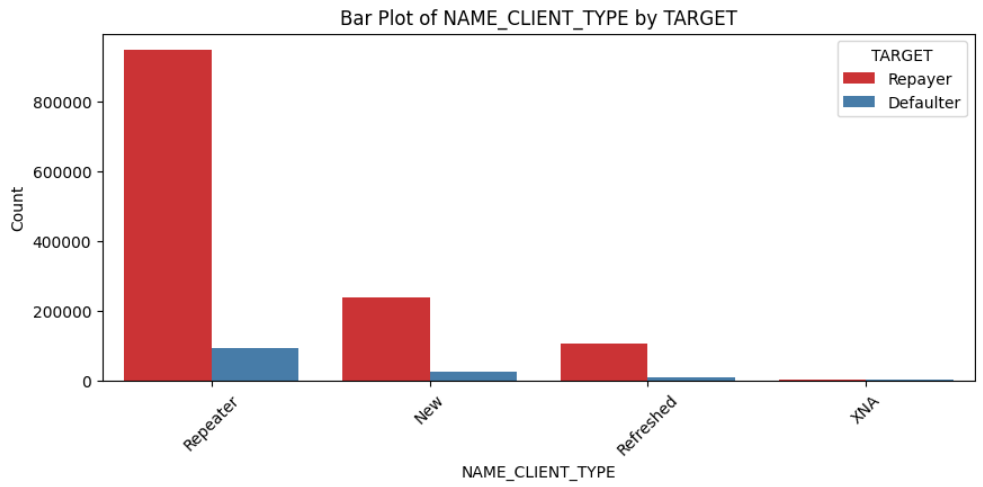 Bar Plot of NAME_CLIENT_TYPE by TARGET
TARGET
Repayer
Defaulter
Count
800000
600000
400000
200000
0
Repeater
New
Refreshed
XNA
NAME_CLIENT_TYPE